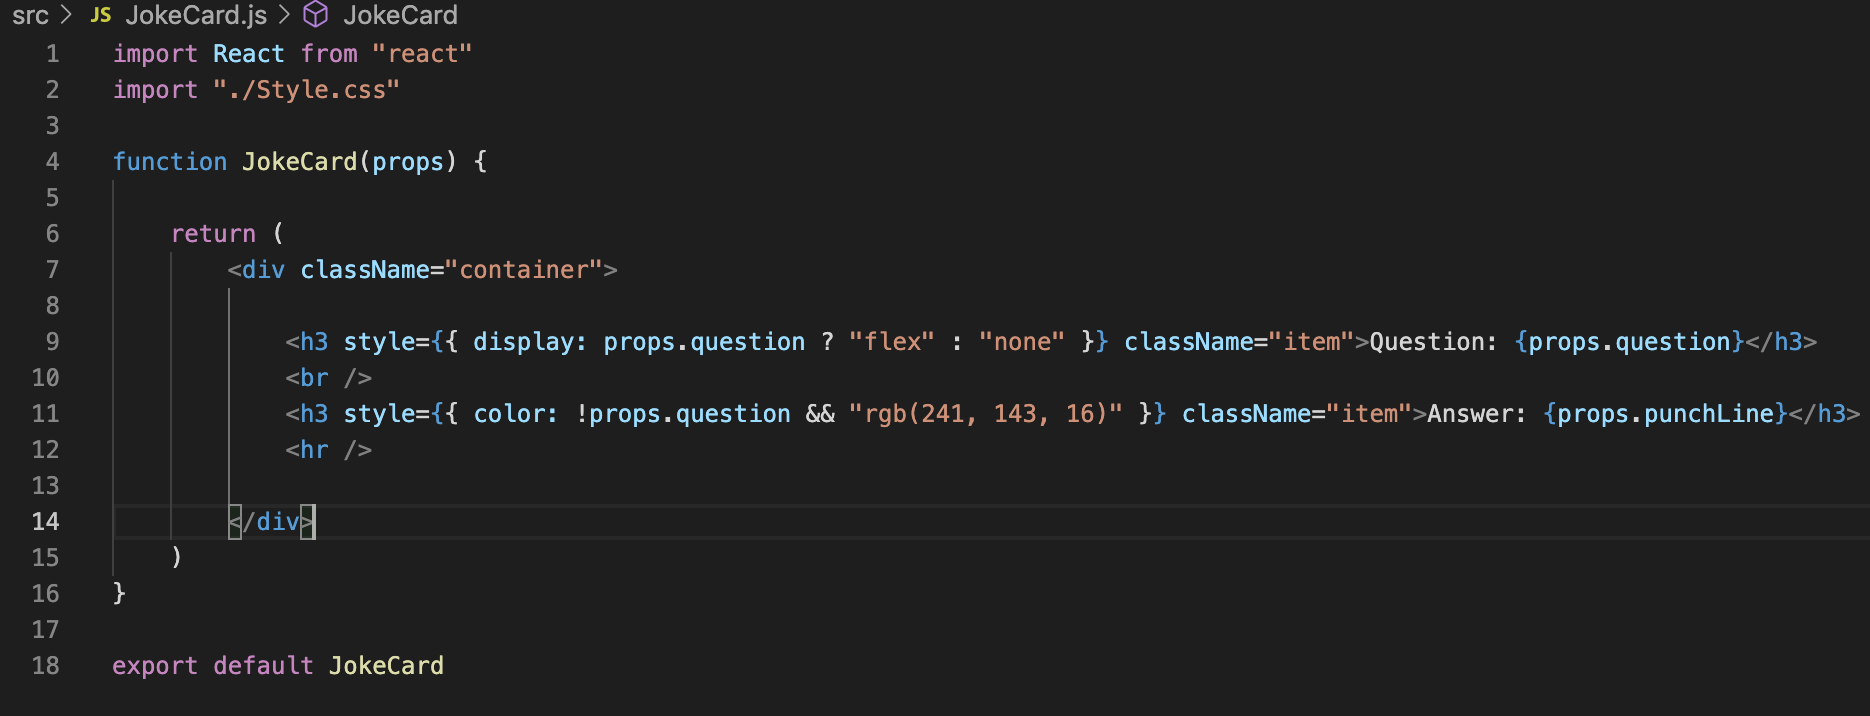 src > JS JokeCard.js > JokeCard
1 import React from "react"
2 import "./Style.css"
3
4 function JokeCard(props) {
5
6     return (
7         <div className="container">
8
9             <h3 style={{ display: props.question ? "flex" : "none" }} className="item">Question: {props.question}</h3>
10             <br />
11             <h3 style={{ color: !props.question && "rgb(241, 143, 16)" }} className="item">Answer: {props.punchLine}</h3>
12             <hr />
13
14         </div>
15     )
16 }
17
18 export default JokeCard